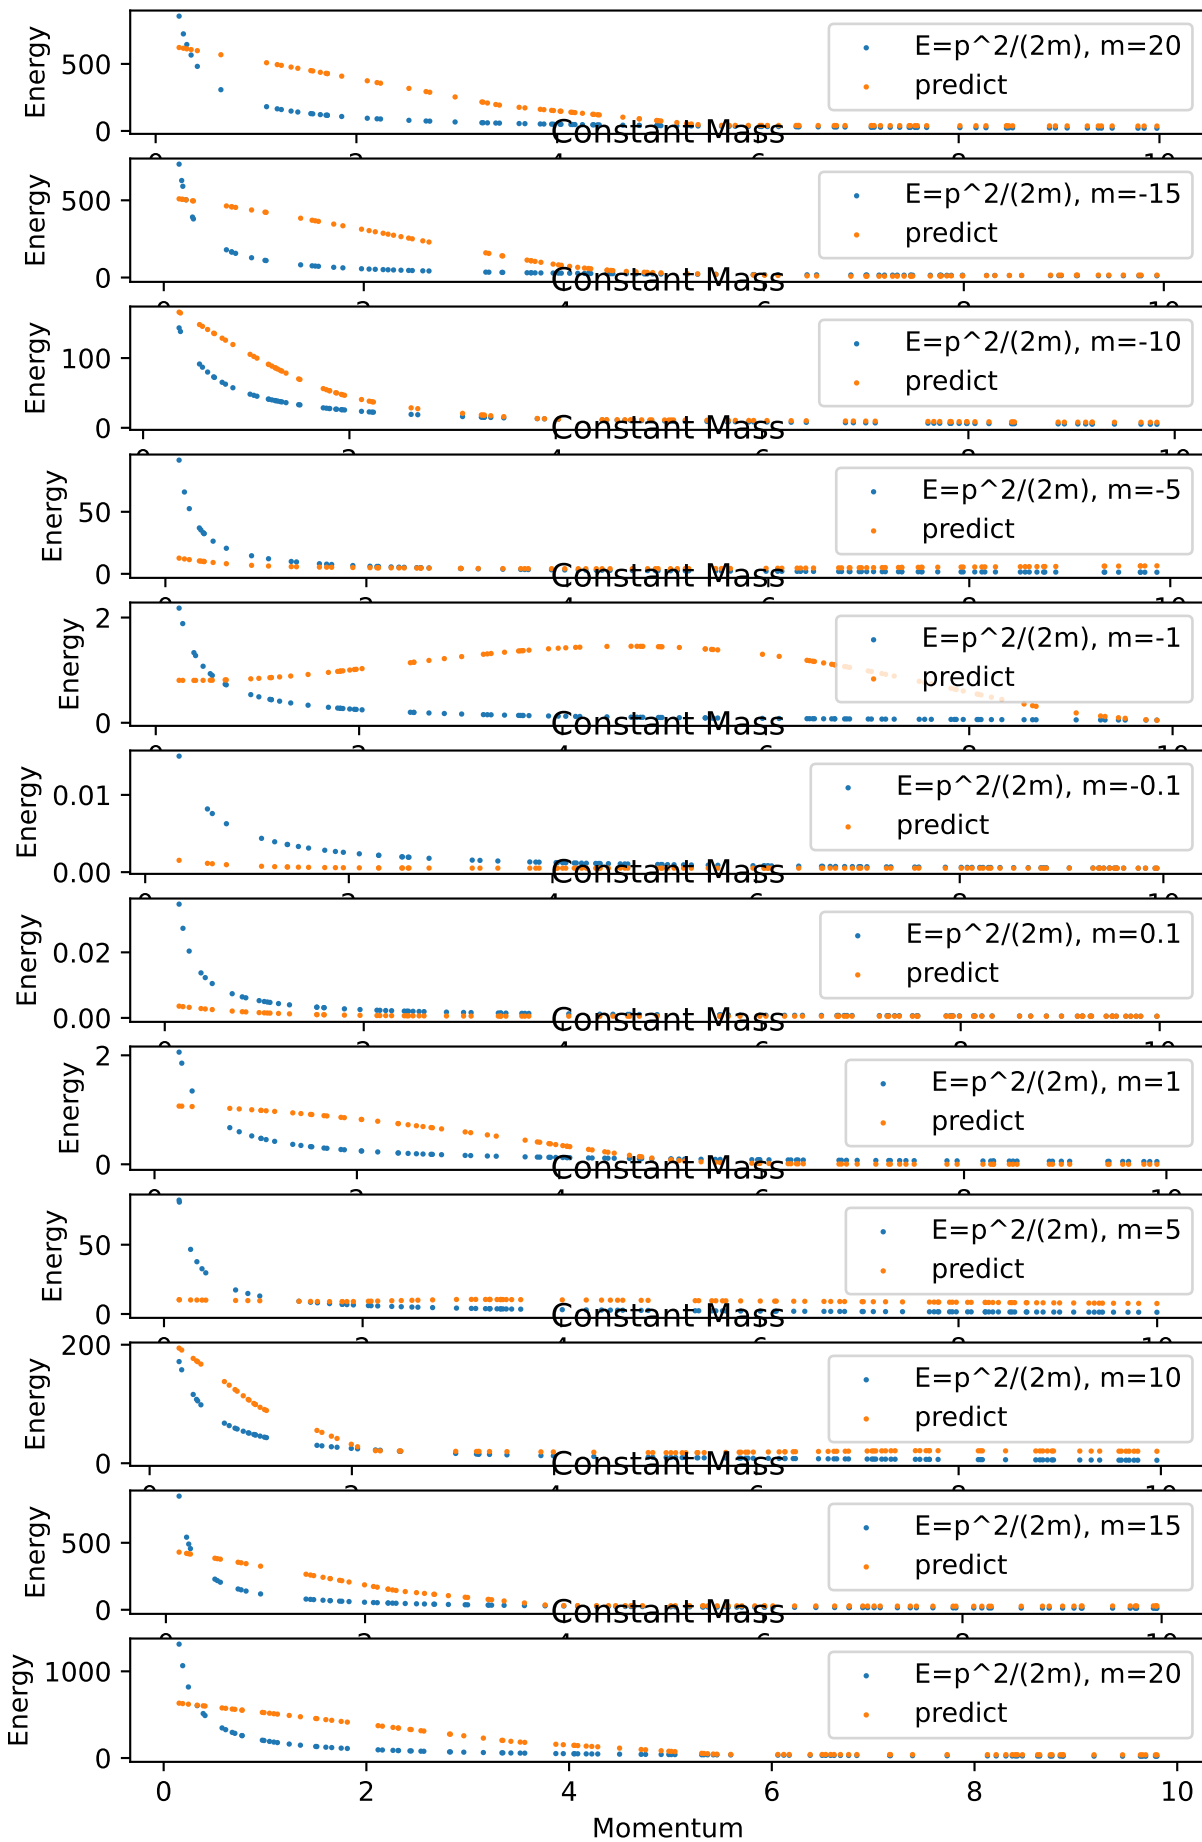 Energy
500
0
E=p^2/(2m), m=20
predict
Constant Mass
Energy
500
0
E=p^2/(2m), m=-15
predict
Constant Mass
Energy
100
0
E=p^2/(2m), m=-10
predict
Constant Mass
Energy
50
0
E=p^2/(2m), m=-5
predict
Constant Mass
Energy
2
0
E=p^2/(2m), m=-1
predict
Constant Mass
Energy
0.01
0.00
E=p^2/(2m), m=-0.1
predict
Constant Mass
Energy
0.02
0.00
E=p^2/(2m), m=0.1
predict
Constant Mass
Energy
2
0
E=p^2/(2m), m=1
predict
Constant Mass
Energy
50
0
E=p^2/(2m), m=5
predict
Constant Mass
Energy
200
0
E=p^2/(2m), m=10
predict
Constant Mass
Energy
500
0
E=p^2/(2m), m=15
predict
Constant Mass
Energy
1000
0
E=p^2/(2m), m=20
predict
0 2 4 6 8 10
Momentum